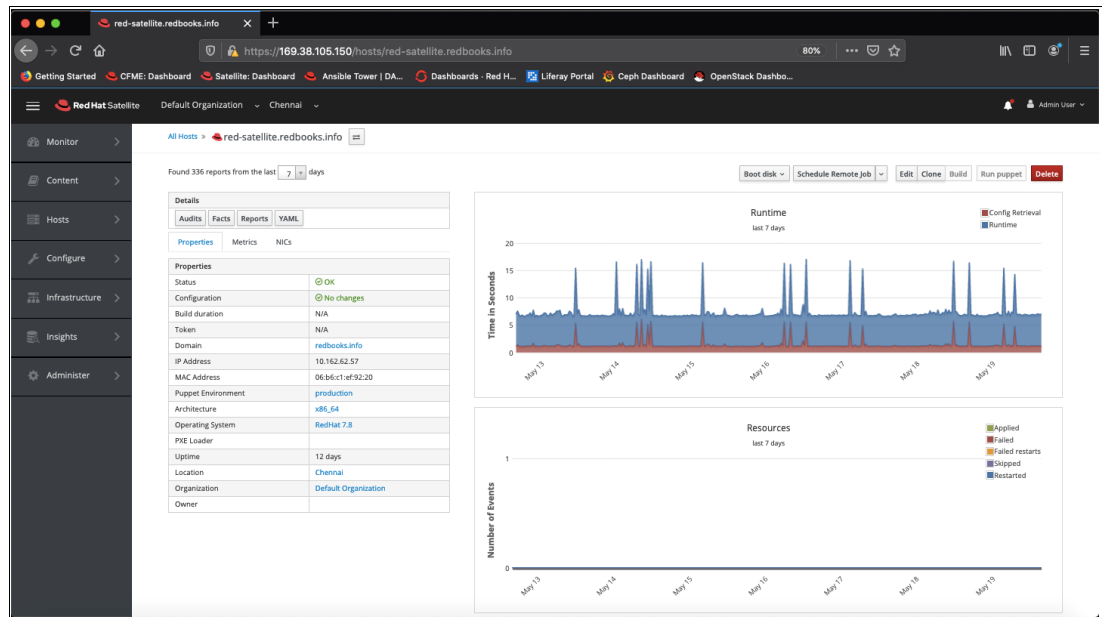 red-satellite.redbooks.info
https://169.38.105.150/hosts/red-satellite.redbooks.info 80%
Getting Started CFME: Dashboard Satellite: Dashboard Ansible Tower | DA... Dashboards - Red H... Liferay Portal Ceph Dashboard OpenStack Dashbo...
Red Hat Satellite Default Organization Chennai Admin User
Monitor
Content
Hosts
Configure
Infrastructure
Insights
Administer
All Hosts » red-satellite.redbooks.info
Found 336 reports from the last 7 days
Boot disk Schedule Remote Job Edit Clone Build Run puppet Delete
Details
Audits Facts Reports YAML
Properties Metrics NICs
Properties
Status OK
Configuration No changes
Build duration N/A
Token N/A
Domain redbooks.info
IP Address 10.162.62.57
MAC Address 06:b6:c1:ef:92:20
Puppet Environment production
Architecture x86_64
Operating System RedHat 7.8
PXE Loader
Uptime 12 days
Location Chennai
Organization Default Organization
Owner
Runtime
last 7 days
Config Retrieval
Runtime
Time in Seconds
20
15
10
5
0
May 13 May 14 May 15 May 16 May 17 May 18 May 19
Resources
last 7 days
Applied
Failed
Failed restarts
Skipped
Restarted
Number of Events
1
0
May 13 May 14 May 15 May 16 May 17 May 18 May 19